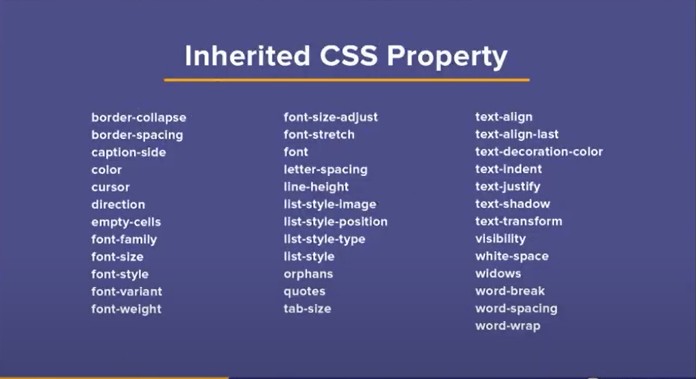 Inherited CSS Property
border-collapse
border-spacing
caption-side
color
cursor
direction
empty-cells
font-family
font-size
font-style
font-variant
font-weight
font-size-adjust
font-stretch
font
letter-spacing
line-height
list-style-image
list-style-position
list-style-type
list-style
orphans
quotes
tab-size
text-align
text-align-last
text-decoration-color
text-indent
text-justify
text-shadow
text-transform
visibility
white-space
widows
word-break
word-spacing
word-wrap